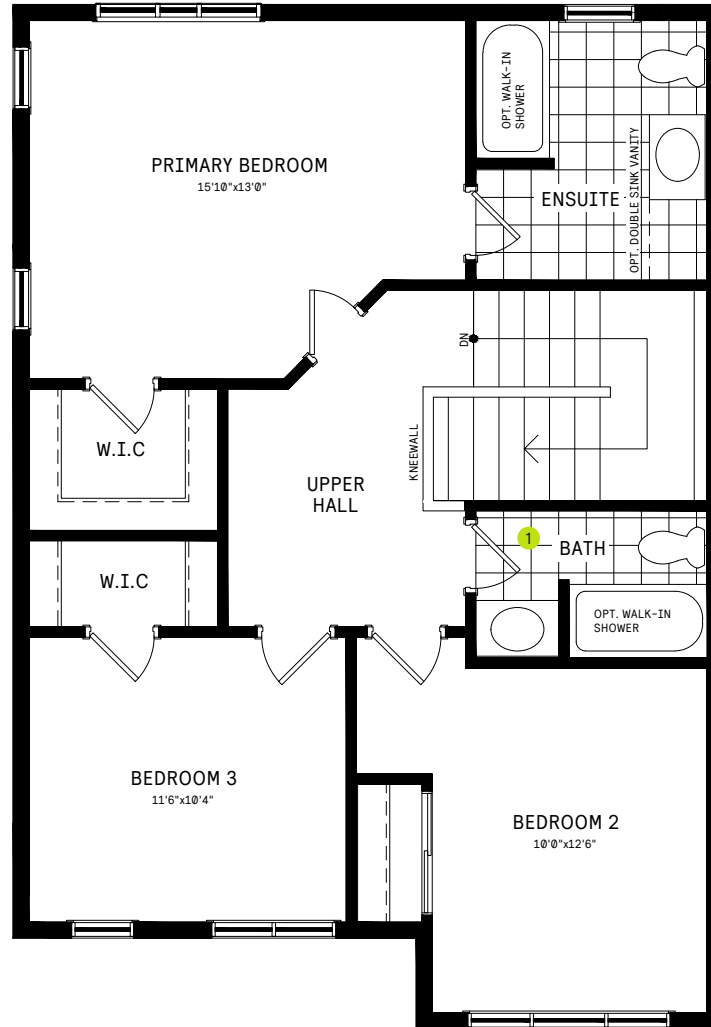 OPT. WALK-IN
SHOWER
PRIMARY BEDROOM
15'10"x13'0"
ENSUITE
OPT. DOUBLE SINK VANITY
DN
W.I.C
KNEEWALL
UPPER
HALL
1
BATH
W.I.C
OPT. WALK-IN
SHOWER
BEDROOM 3
11'6"x10'4"
BEDROOM 2
10'0"x12'6"